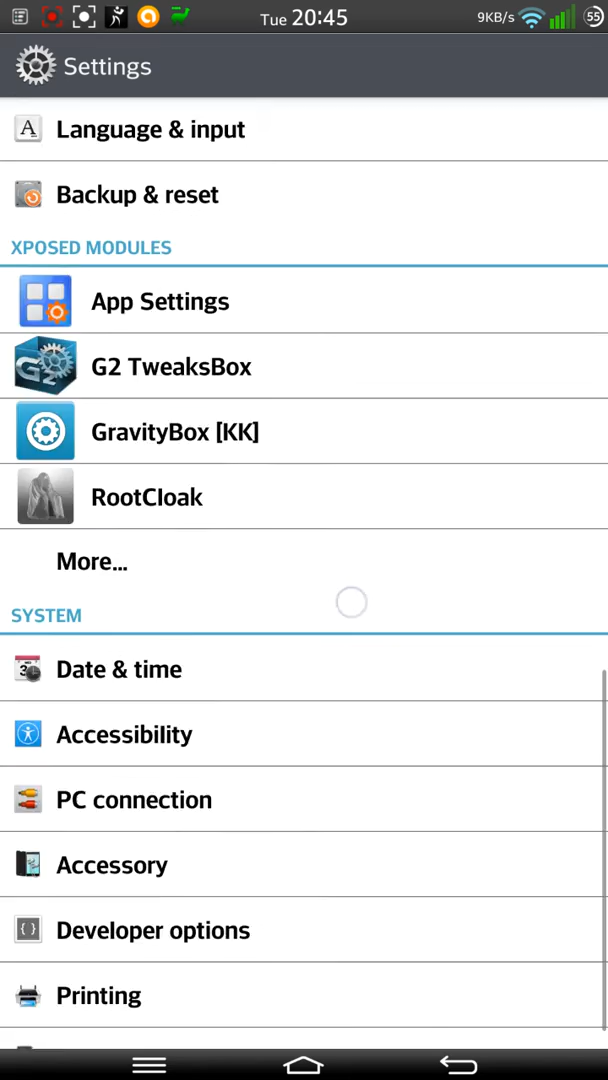 Tue 20:45
9KB/s
55
Settings
A
Language & input
Backup & reset
XPOSED MODULES
App Settings
G2
G2 TweaksBox
GravityBox [KK]
RootCloak
More...
SYSTEM
Date & time
Accessibility
PC connection
Accessory
{ }
Developer options
Printing